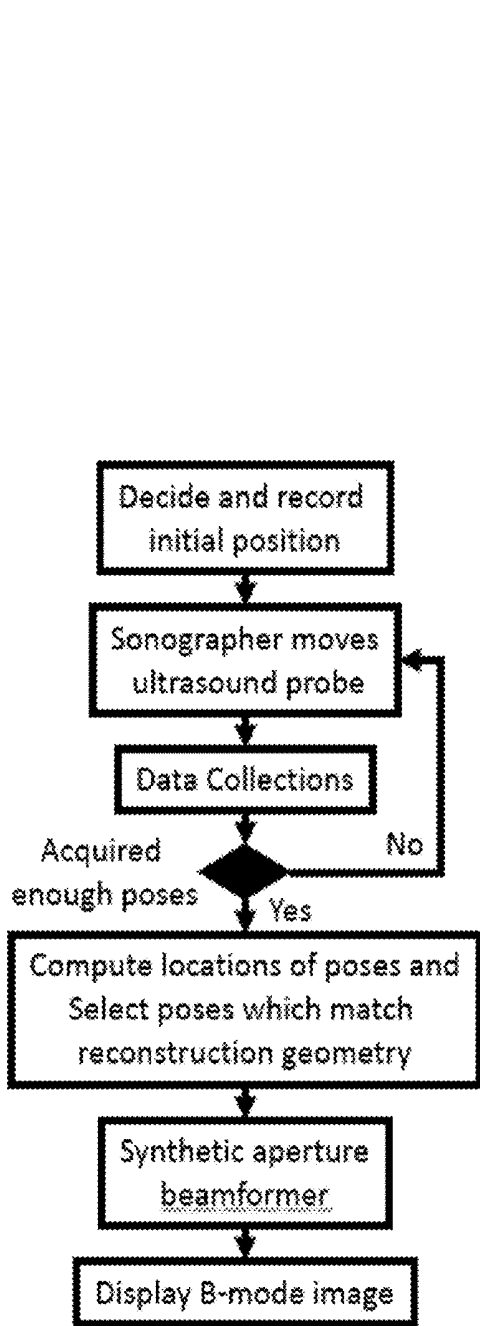 Decide and record
initial position
Sonographer moves
ultrasound probe
Data Collections
Acquired
enough poses
No
Yes
Compute locations of poses and
Select poses which match
reconstruction geometry
Synthetic aperture
beamformer
Display B-mode image